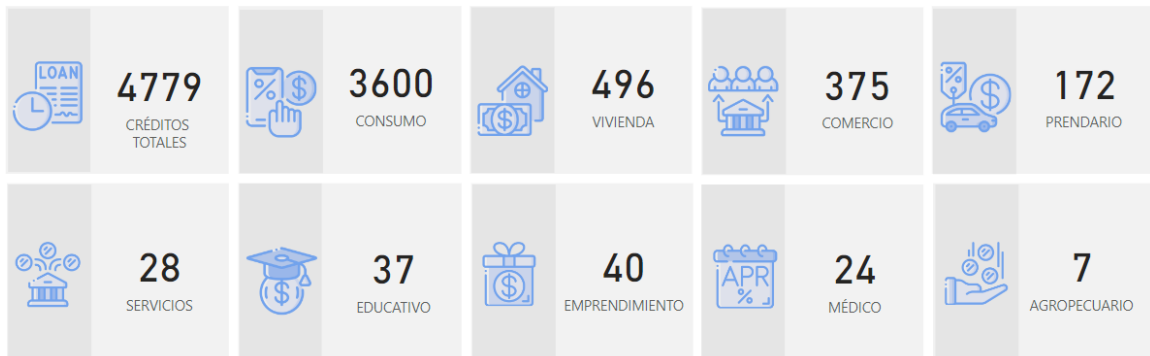 LOAN
4779
CRÉDITOS
TOTALES
%
$
3600
CONSUMO
$
496
VIVIENDA
375
COMERCIO
%
$
172
PRENDARIO
28
SERVICIOS
$
37
EDUCATIVO
$
40
EMPRENDIMIENTO
APR
%
24
MÉDICO
7
AGROPECUARIO